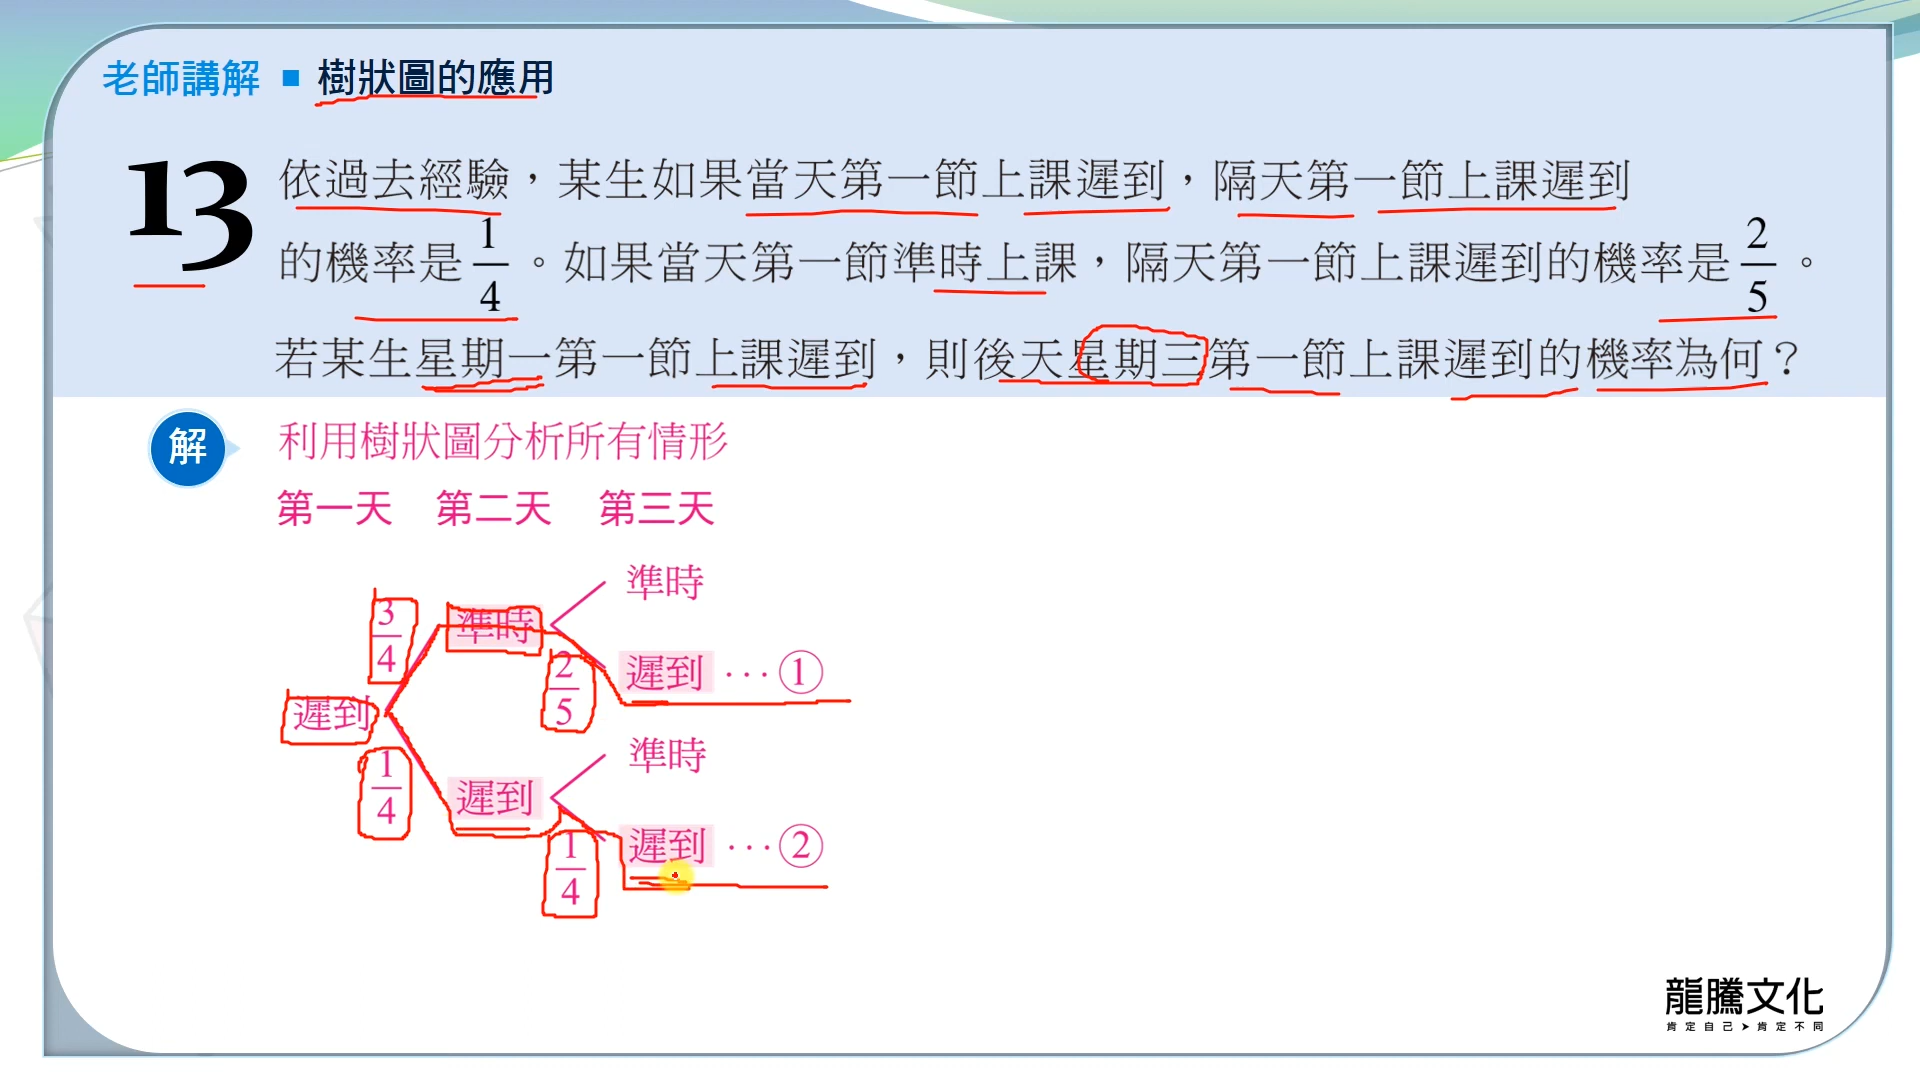 老師講解 ■ 樹狀圖的應用
13 依過去經驗,某生如果當天第一節上課遲到,隔天第一節上課遲到
的機率是 1/4 。如果當天第一節準時上課,隔天第一節上課遲到的機率是 2/5 。
若某生星期一第一節上課遲到,則後天星期三第一節上課遲到的機率為何?
解 利用樹狀圖分析所有情形
第一天 第二天 第三天
準時
3/4 準時
2/5 遲到 … ①
遲到
準時
1/4 遲到
1/4 遲到 … ②
龍騰文化
肯定自己➤肯定不同